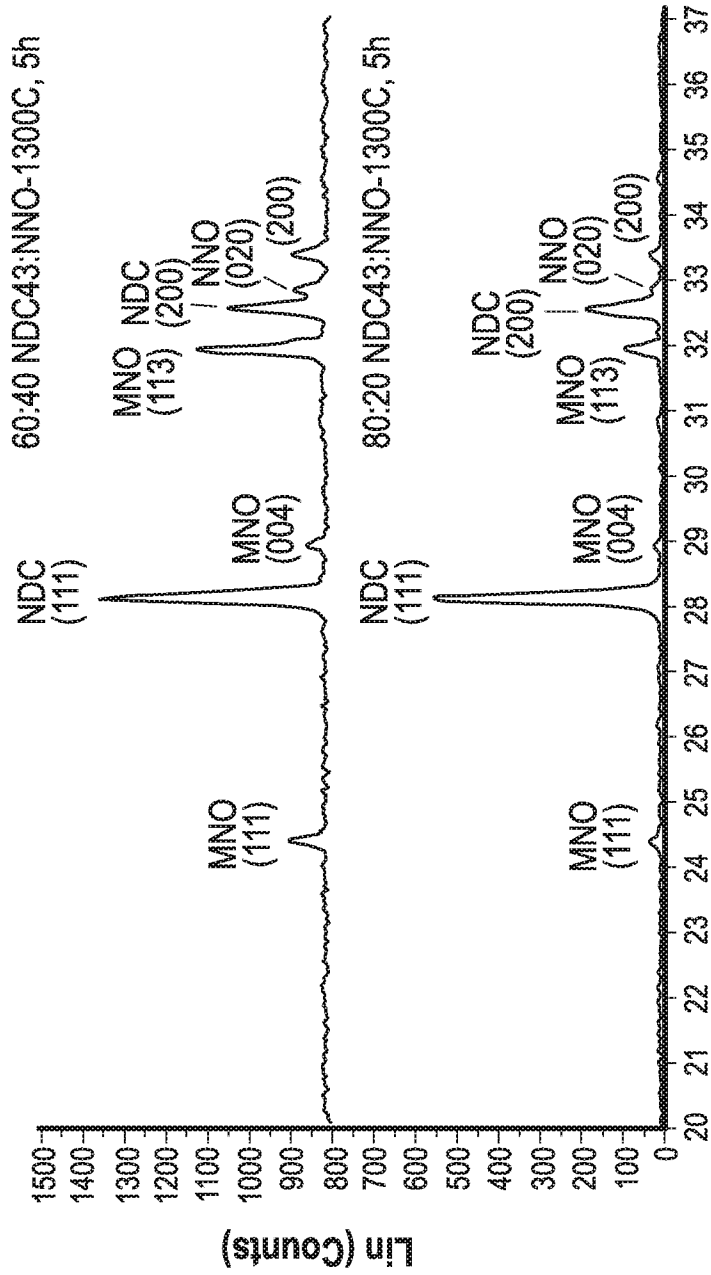 60:40 NDC43:NNO-1300C, 5h
NDC
(111)
MNO
(111)
MNO
(004)
MNO
(113)
NDC
(200)
NNO
(020)
(200)
80:20 NDC43:NNO-1300C, 5h
NDC
(111)
MNO
(111)
MNO
(004)
MNO
(113)
NDC
(200)
NNO
(020)
(200)
Lin (Counts)
1500
1400
1300
1200
1100
1000
900
800
700
600
500
400
300
200
100
0
20 21 22 23 24 25 26 27 28 29 30 31 32 33 34 35 36 37